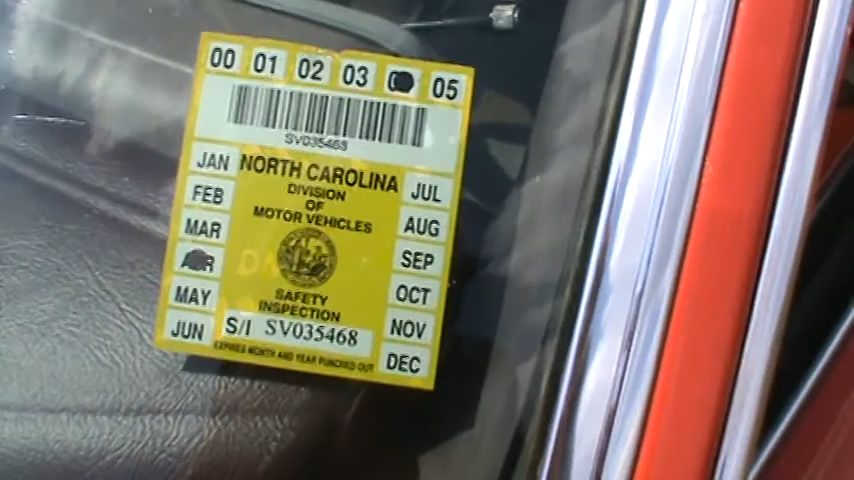 00 01 02 03 05
SV035468
JAN NORTH CAROLINA JUL
FEB DIVISION AUG
OF
MAR MOTOR VEHICLES SEP
MAY SAFETY OCT
INSPECTION
JUN S/I SV035468 NOV
EXPIRES MONTH AND YEAR PUNCHED OUT DEC